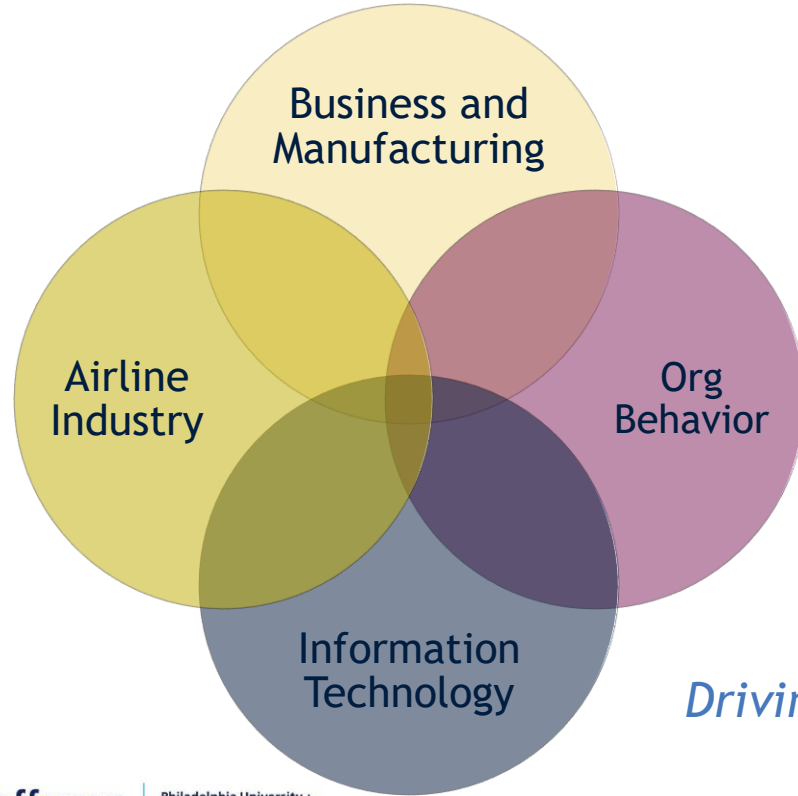 Business and
Manufacturing
Airline
Industry
Org
Behavior
Information
Technology